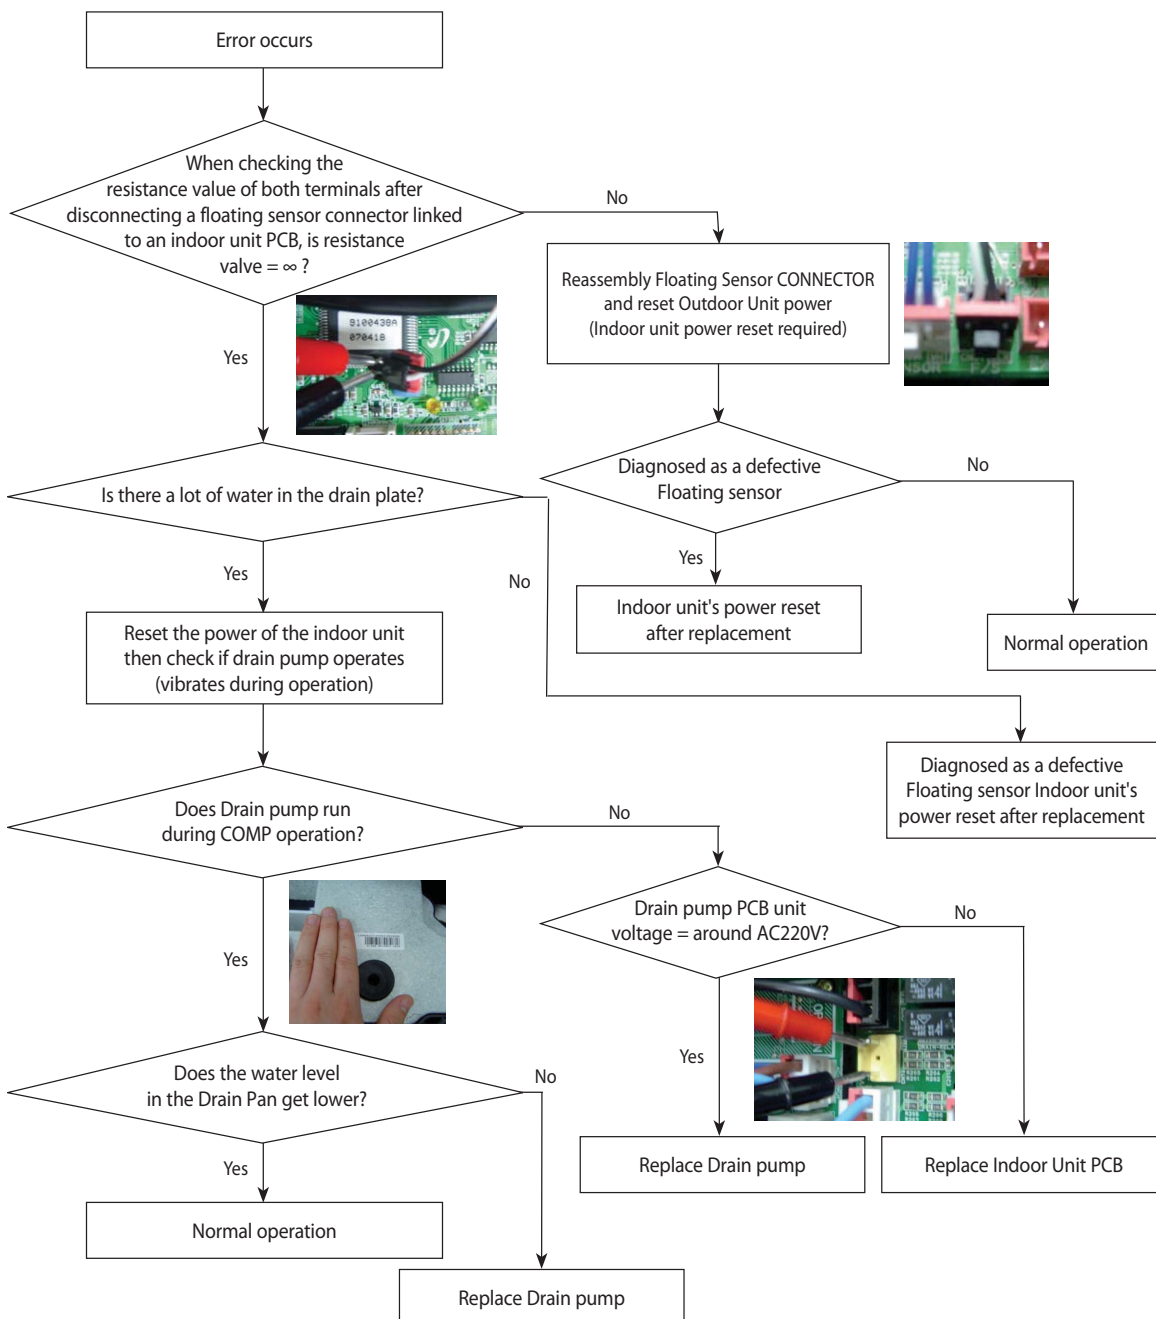 Error occurs
When checking the
resistance value of both terminals after
disconnecting a floating sensor connector linked
to an indoor unit PCB, is resistance
valve = ∞ ?
No
Reassembly Floating Sensor CONNECTOR
and reset Outdoor Unit power
(Indoor unit power reset required)
9100438A
070418
F/S
Yes
Diagnosed as a defective
Floating sensor
No
Is there a lot of water in the drain plate?
Yes
Yes
No
Indoor unit's power reset
after replacement
Normal operation
Reset the power of the indoor unit
then check if drain pump operates
(vibrates during operation)
Diagnosed as a defective
Floating sensor Indoor unit's
power reset after replacement
Does Drain pump run
during COMP operation?
No
Drain pump PCB unit
voltage = around AC220V?
No
Yes
Yes
Does the water level
in the Drain Pan get lower?
No
Yes
Replace Drain pump
Replace Indoor Unit PCB
Normal operation
Replace Drain pump